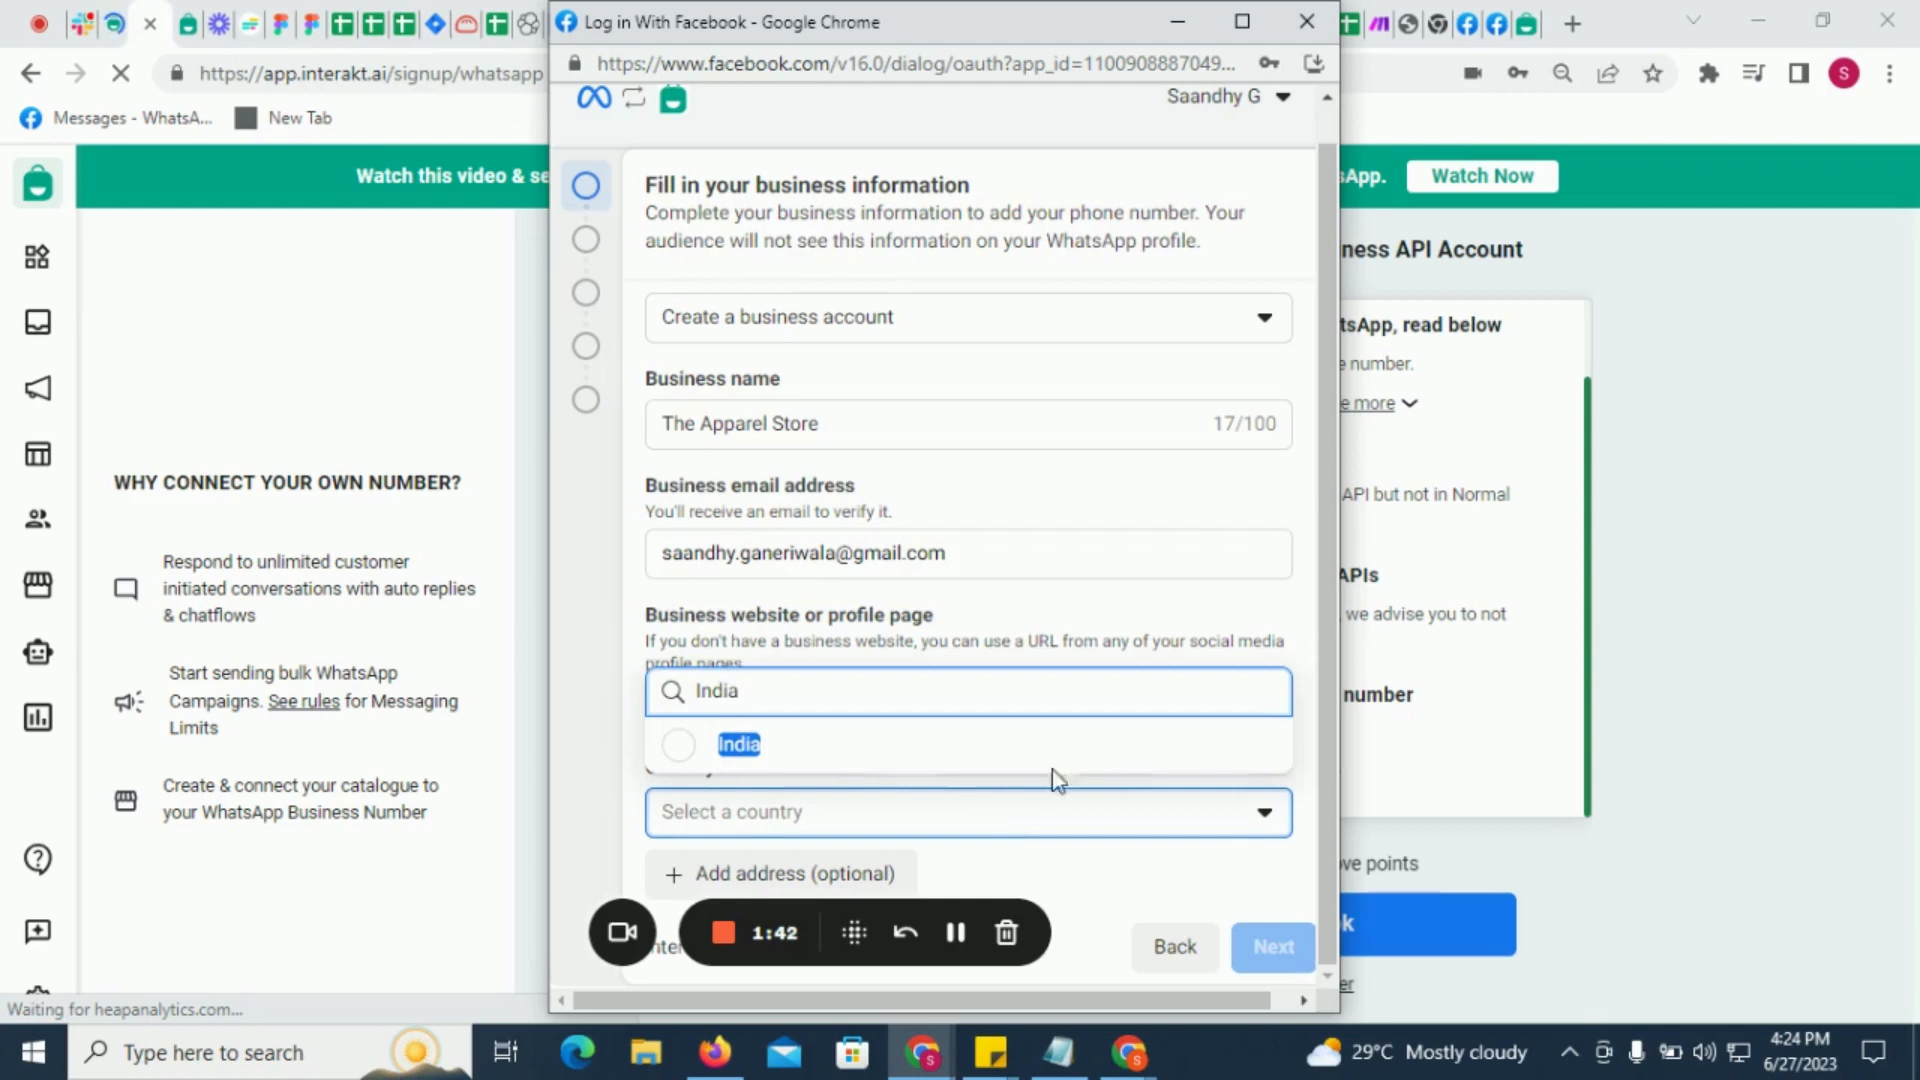 Log in With Facebook - Google Chrome
https://app.interakt.ai/signup/whatsapp
https://www.facebook.com/v16.0/dialog/oauth?app_id=1100908887049...
S
Messages - WhatsA...
New Tab
Saandhy G
Watch this video & se
sApp.
Watch Now
Fill in your business information
Complete your business information to add your phone number. Your
audience will not see this information on your WhatsApp profile.
Create a business account
Business name
The Apparel Store
17/100
Business email address
You'll receive an email to verify it.
saandhy.ganeriwala@gmail.com
Business website or profile page
If you don't have a business website, you can use a URL from any of your social media
profile pages
India
India
Select a country
Add address (optional)
1:42
Back
Next
WHY CONNECT YOUR OWN NUMBER?
Respond to unlimited customer
initiated conversations with auto replies
& chatflows
Start sending bulk WhatsApp
Campaigns. See rules for Messaging
Limits
Create & connect your catalogue to
your WhatsApp Business Number
ness API Account
tsApp, read below
e number.
e more
API but not in Normal
APIs
we advise you to not
number
ve points
k
er
Waiting for heapanalytics.com...
Type here to search
29°C Mostly cloudy
4:24 PM
6/27/2023